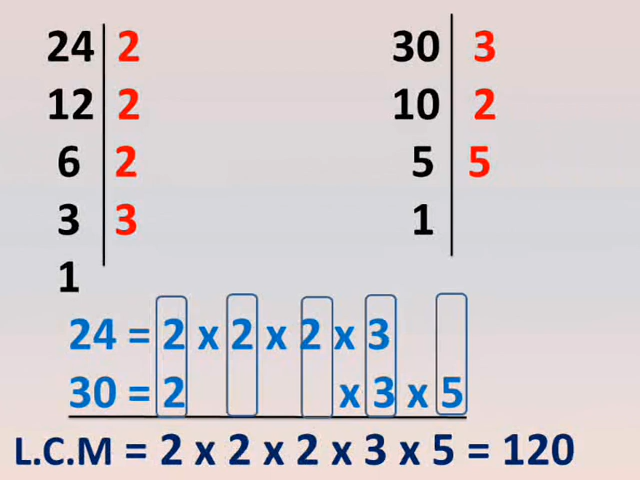 24 2 30 3
12 2 10 2
6 2 5 5
3 3 1
1
24 = 2 x 2 x 2 x 3
30 = 2 x 3 x 5
L.C.M = 2 x 2 x 2 x 3 x 5 = 120